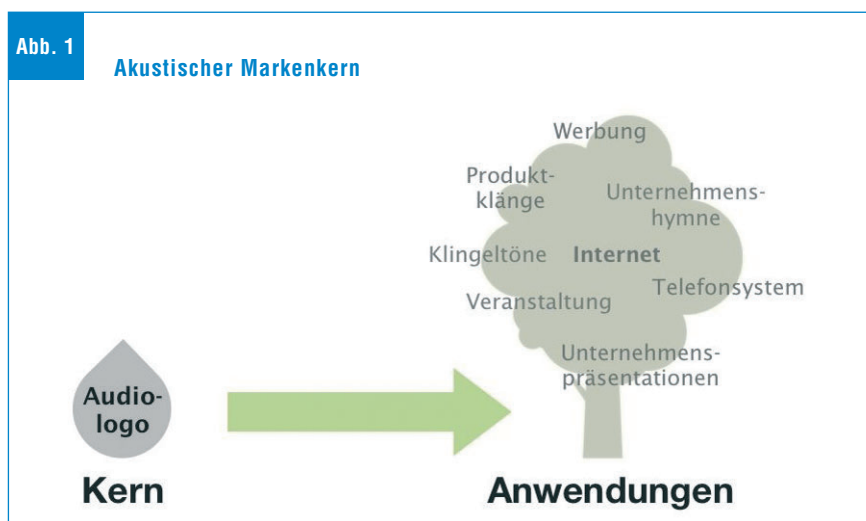 Abb. 1
Akustischer Markenkern
Werbung
Produkt-
klänge
Unternehmens-
hymne
Klingeltöne
Internet
Telefonsystem
Veranstaltung
Unternehmens-
präsentationen
Audio-
logo
Kern
Anwendungen